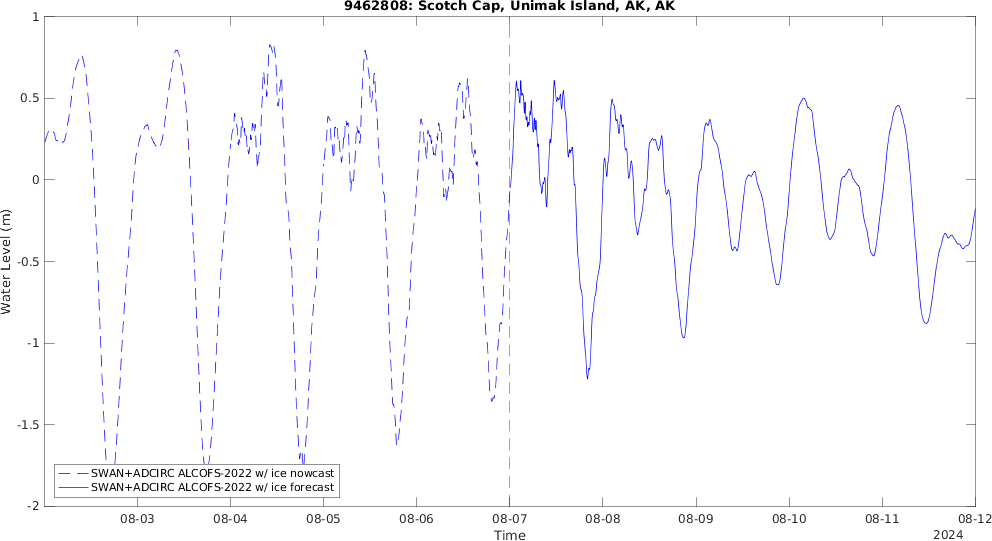 9462808: Scotch Cap, Unimak Island, AK, AK
Water Level (m)
1
0.5
0
-0.5
-1
-1.5
-2
SWAN+ADCIRC ALCOFS-2022 w/ ice nowcast
SWAN+ADCIRC ALCOFS-2022 w/ ice forecast
08-03 08-04 08-05 08-06 08-07 08-08 08-09 08-10 08-11 08-12
Time
2024